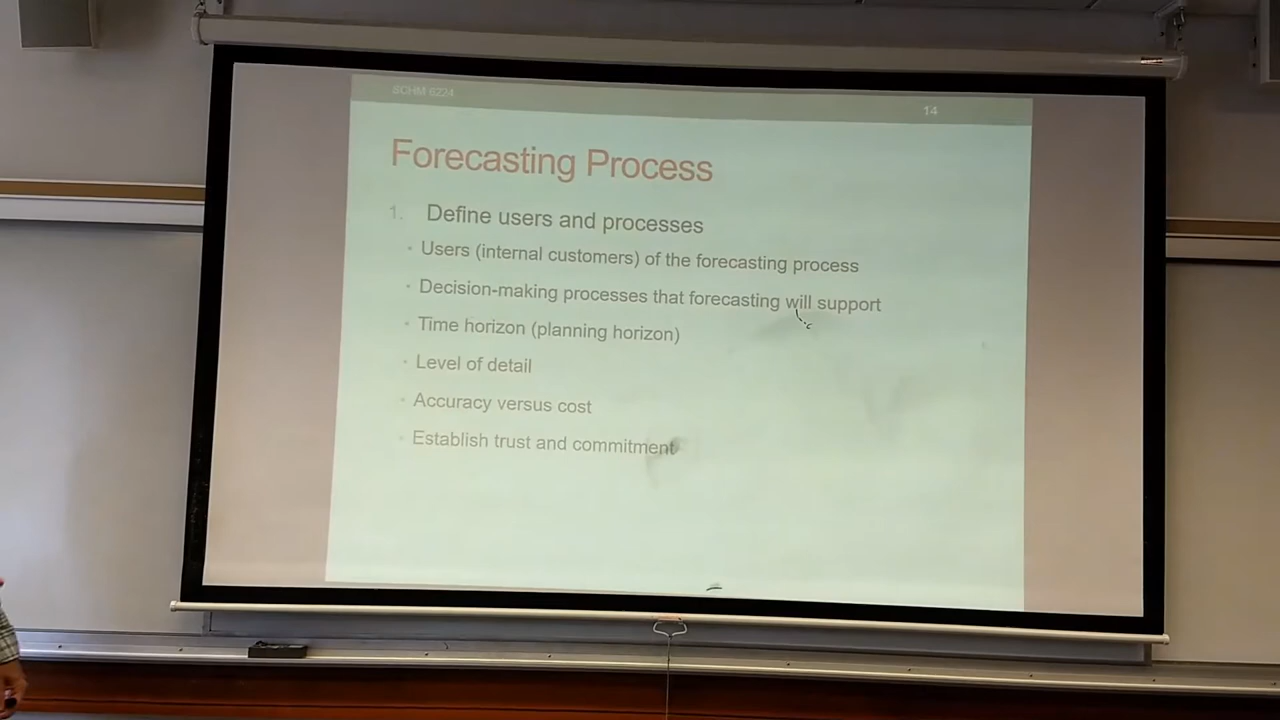 SCHM 6224
14
Forecasting Process
1. Define users and processes
• Users (internal customers) of the forecasting process
• Decision-making processes that forecasting will support
• Time horizon (planning horizon)
• Level of detail
• Accuracy versus cost
• Establish trust and commitment